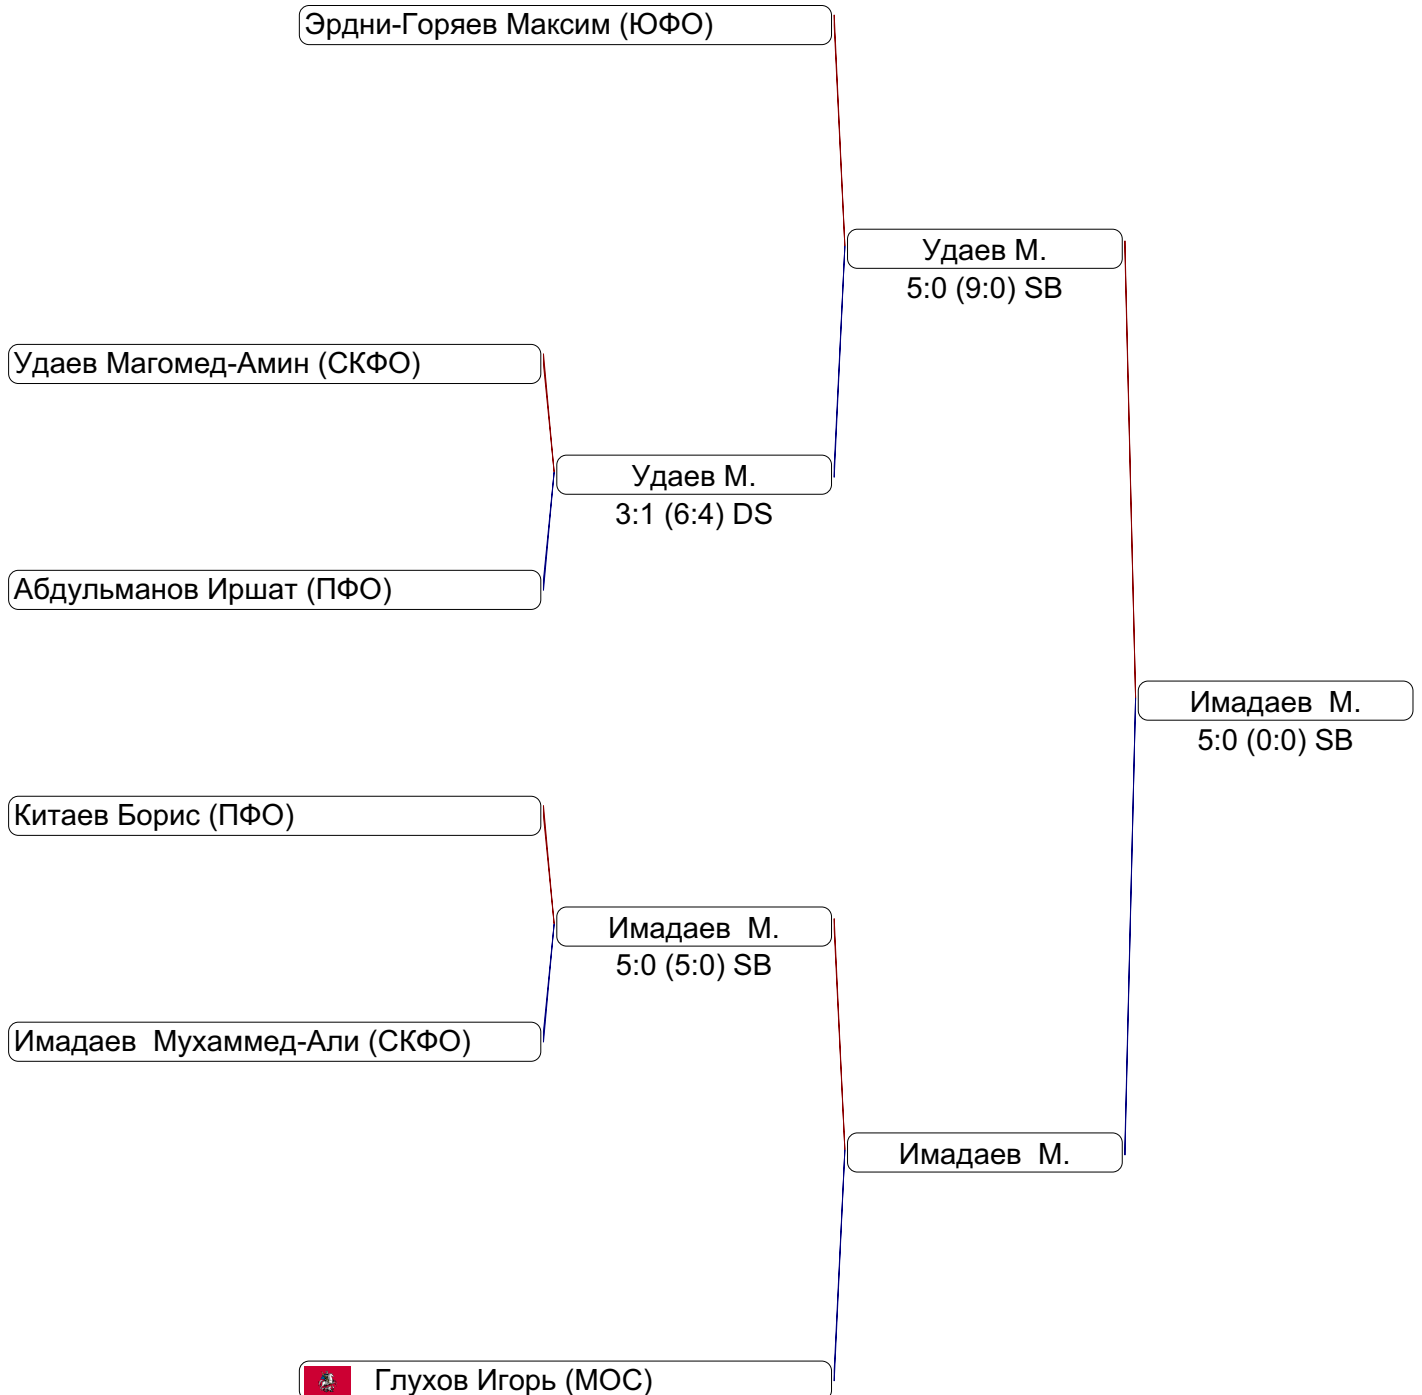 Эрдни-Горяев Максим (ЮФО)
Удаев М.
5:0 (9:0) SB
Удаев Магомед-Амин (СКФО)
Удаев М.
3:1 (6:4) DS
Абдульманов Иршат (ПФО)
Имадаев  М.
5:0 (0:0) SB
Китаев Борис (ПФО)
Имадаев  М.
5:0 (5:0) SB
Имадаев  Мухаммед-Али (СКФО)
Имадаев  М.
Глухов Игорь (МОС)